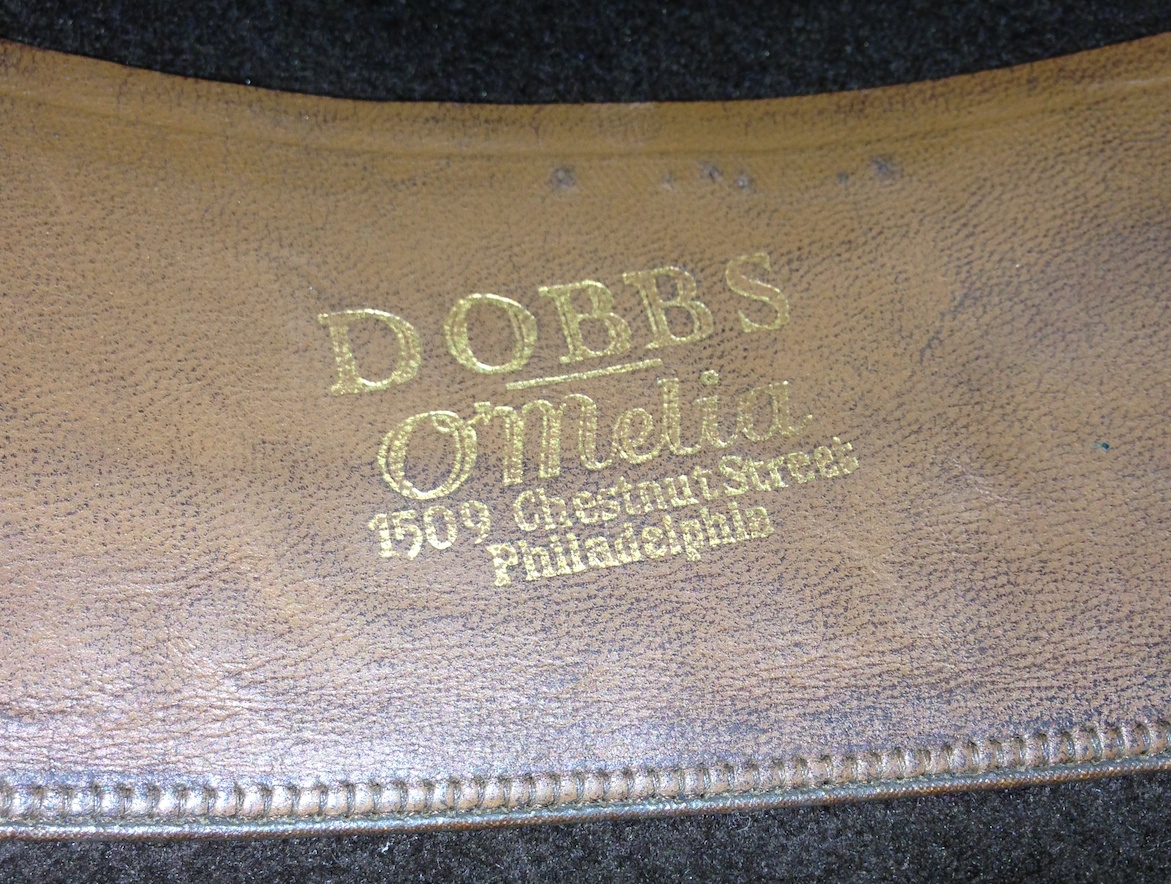 DOBBS
O'Melia
1509 Chestnut Street
Philadelphia